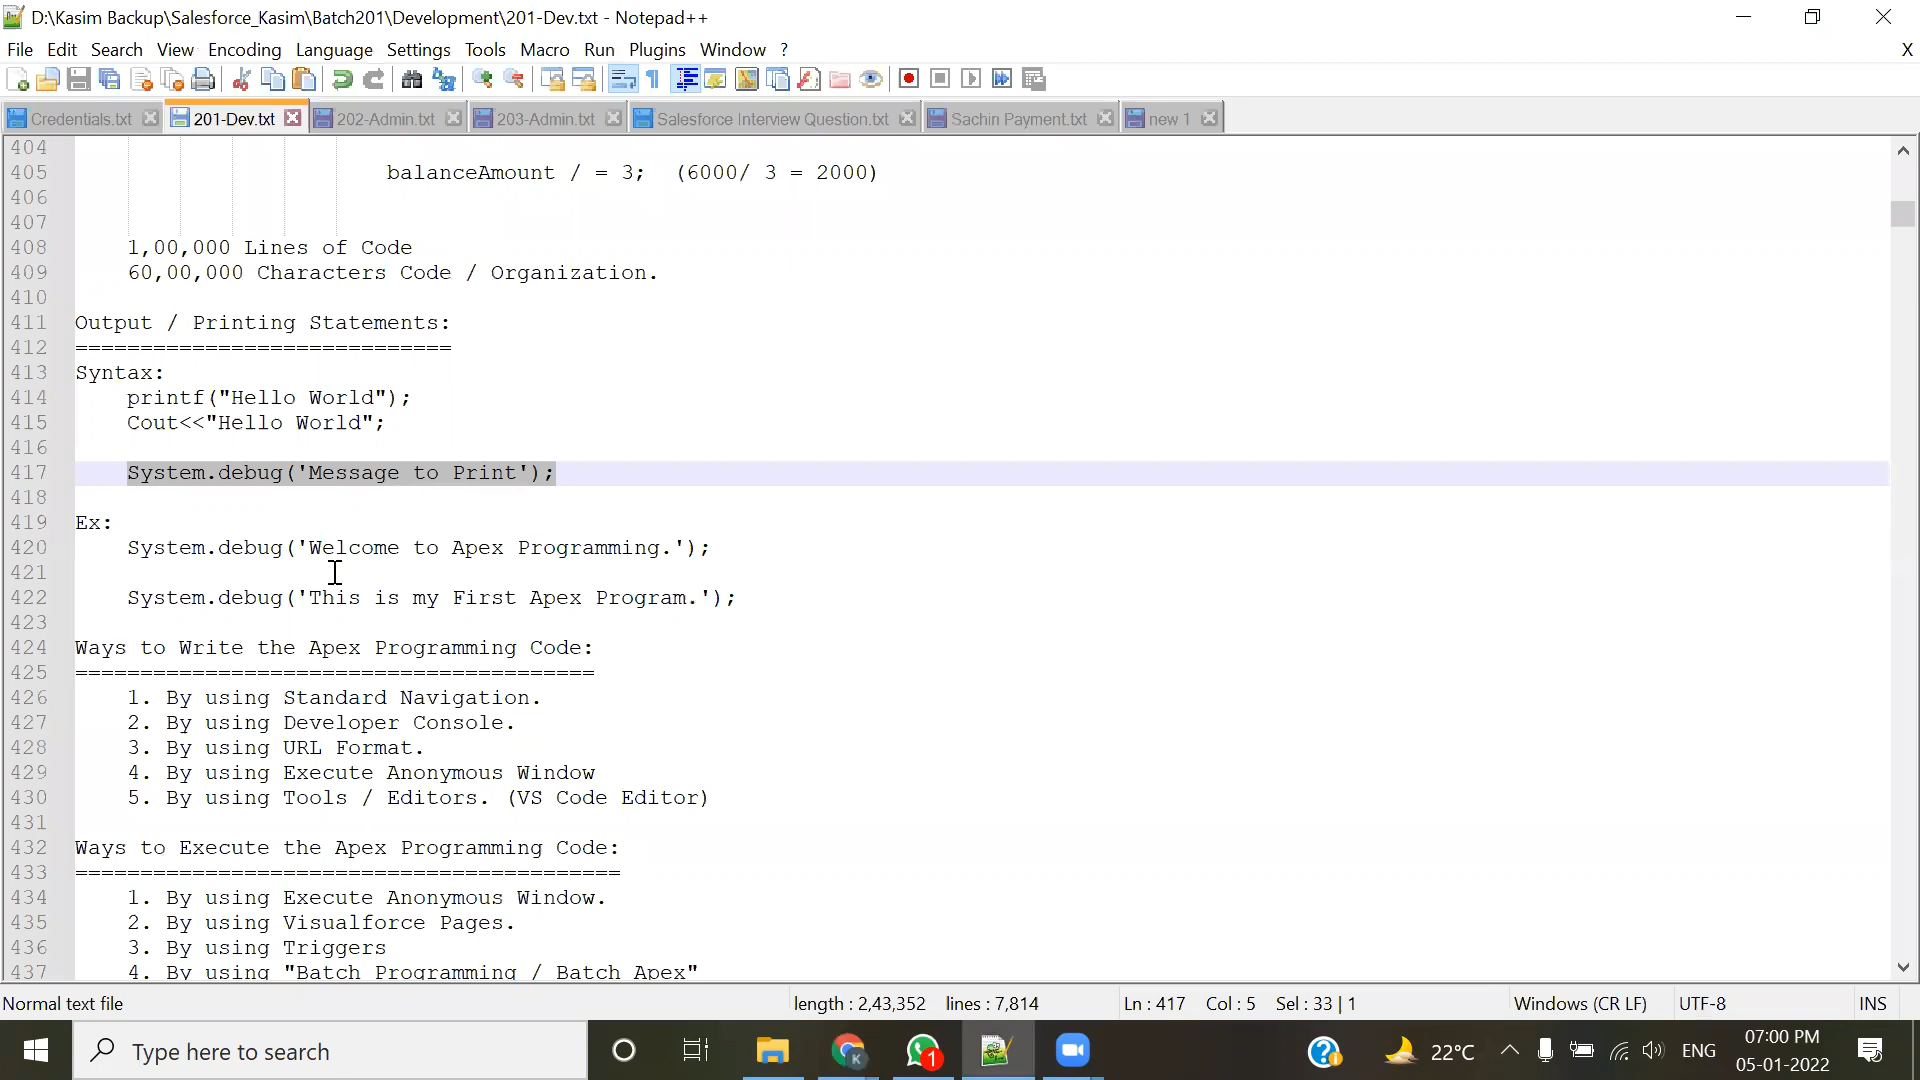 D:\Kasim Backup\Salesforce_Kasim\Batch201\Development\201-Dev.txt - Notepad++
File Edit Search View Encoding Language Settings Tools Macro Run Plugins Window ? X
Credentials.txt 201-Dev.txt 202-Admin.txt 203-Admin.txt Salesforce Interview Question.txt Sachin Payment.txt new 1
404
405 balanceAmount / = 3; (6000/ 3 = 2000)
406
407
408 1,00,000 Lines of Code
409 60,00,000 Characters Code / Organization.
410
411 Output / Printing Statements:
412 =============================
413 Syntax:
414 printf("Hello World");
415 Cout<<"Hello World";
416
417 System.debug('Message to Print');
418
419 Ex:
420 System.debug('Welcome to Apex Programming.');
421
422 System.debug('This is my First Apex Program.');
423
424 Ways to Write the Apex Programming Code:
425 ========================================
426 1. By using Standard Navigation.
427 2. By using Developer Console.
428 3. By using URL Format.
429 4. By using Execute Anonymous Window
430 5. By using Tools / Editors. (VS Code Editor)
431
432 Ways to Execute the Apex Programming Code:
433 ==========================================
434 1. By using Execute Anonymous Window.
435 2. By using Visualforce Pages.
436 3. By using Triggers
437 4. By using "Batch Programming / Batch Apex"
Normal text file length : 2,43,352 lines : 7,814 Ln : 417 Col : 5 Sel : 33 | 1 Windows (CR LF) UTF-8 INS
Type here to search K 1 22°C ENG 07:00 PM
05-01-2022